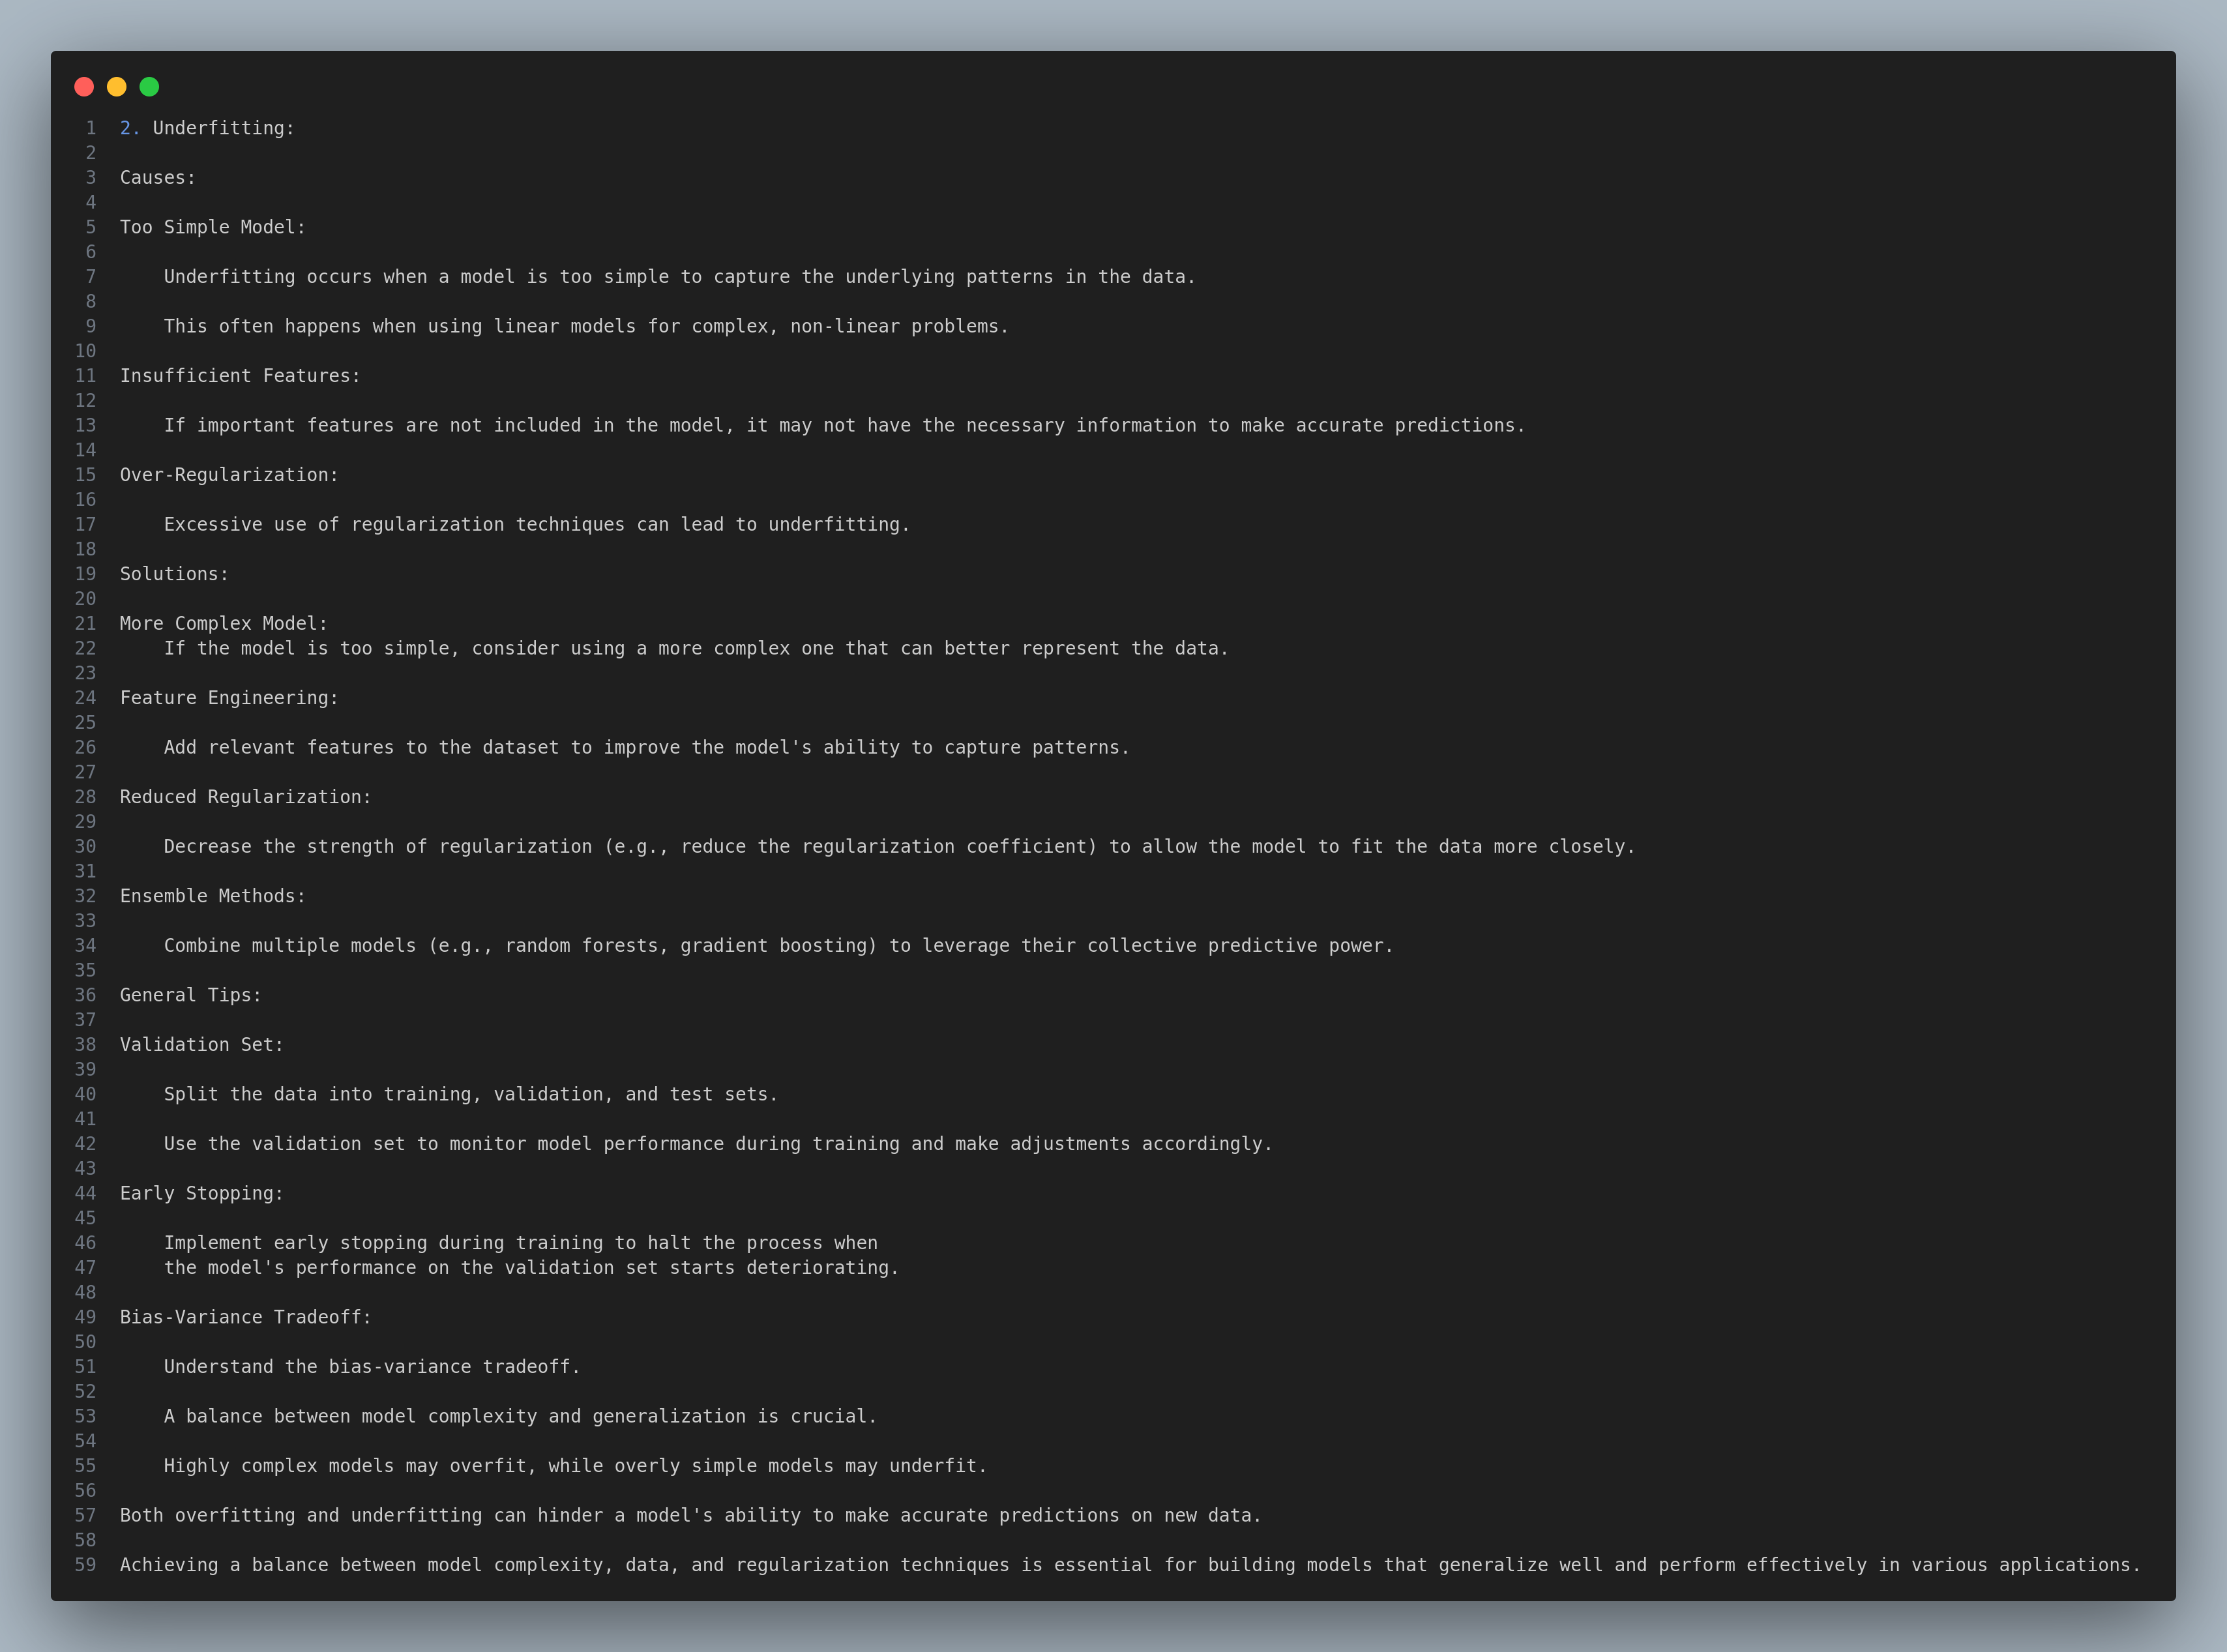 1 2. Underfitting:
2
3 Causes:
4
5 Too Simple Model:
6
7 Underfitting occurs when a model is too simple to capture the underlying patterns in the data.
8
9 This often happens when using linear models for complex, non-linear problems.
10
11 Insufficient Features:
12
13 If important features are not included in the model, it may not have the necessary information to make accurate predictions.
14
15 Over-Regularization:
16
17 Excessive use of regularization techniques can lead to underfitting.
18
19 Solutions:
20
21 More Complex Model:
22 If the model is too simple, consider using a more complex one that can better represent the data.
23
24 Feature Engineering:
25
26 Add relevant features to the dataset to improve the model's ability to capture patterns.
27
28 Reduced Regularization:
29
30 Decrease the strength of regularization (e.g., reduce the regularization coefficient) to allow the model to fit the data more closely.
31
32 Ensemble Methods:
33
34 Combine multiple models (e.g., random forests, gradient boosting) to leverage their collective predictive power.
35
36 General Tips:
37
38 Validation Set:
39
40 Split the data into training, validation, and test sets.
41
42 Use the validation set to monitor model performance during training and make adjustments accordingly.
43
44 Early Stopping:
45
46 Implement early stopping during training to halt the process when
47 the model's performance on the validation set starts deteriorating.
48
49 Bias-Variance Tradeoff:
50
51 Understand the bias-variance tradeoff.
52
53 A balance between model complexity and generalization is crucial.
54
55 Highly complex models may overfit, while overly simple models may underfit.
56
57 Both overfitting and underfitting can hinder a model's ability to make accurate predictions on new data.
58
59 Achieving a balance between model complexity, data, and regularization techniques is essential for building models that generalize well and perform effectively in various applications.